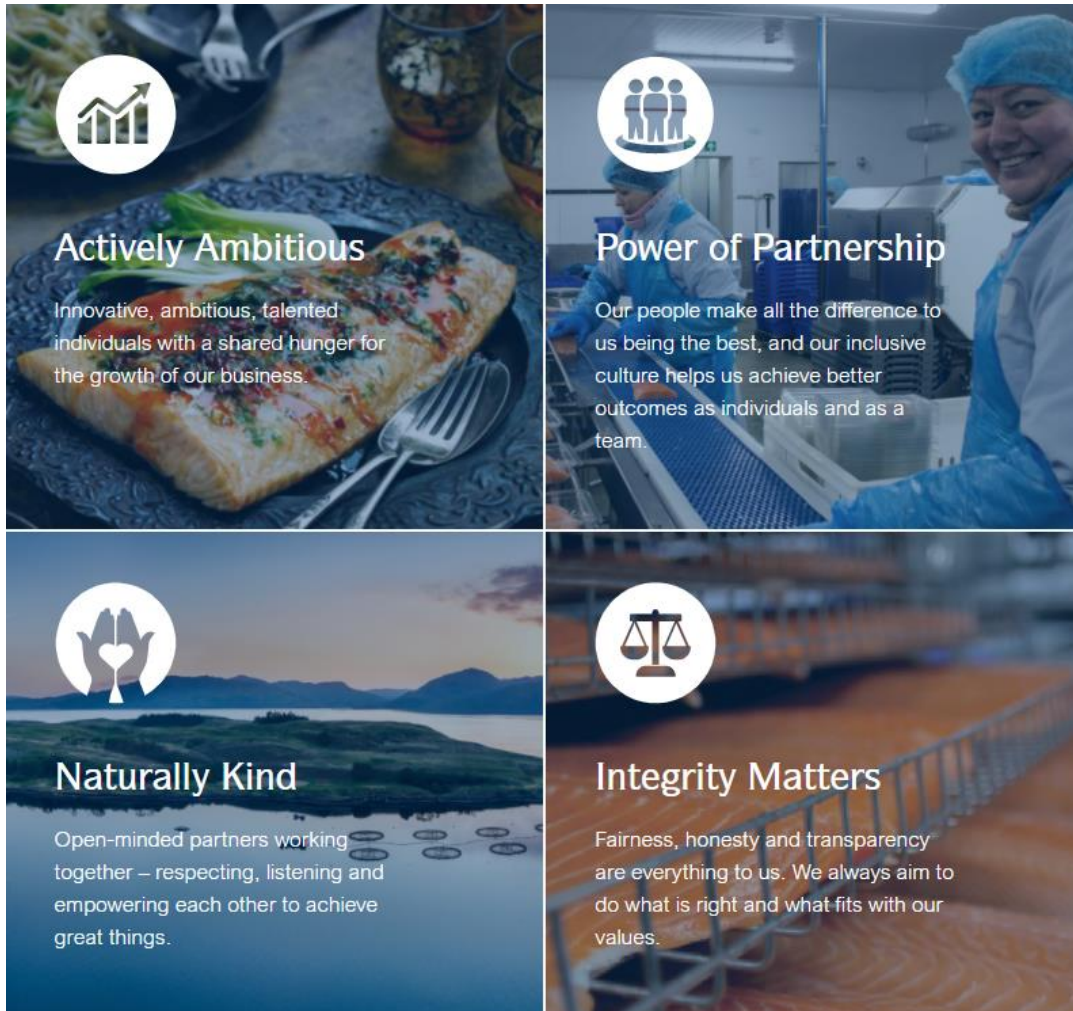 Actively Ambitious
Innovative, ambitious, talented
individuals with a shared hunger for
the growth of our business.
Power of Partnership
Our people make all the difference to
us being the best, and our inclusive
culture helps us achieve better
outcomes as individuals and as a
team.
Naturally Kind
Open-minded partners working
together – respecting, listening and
empowering each other to achieve
great things.
Integrity Matters
Fairness, honesty and transparency
are everything to us. We always aim to
do what is right and what fits with our
values.